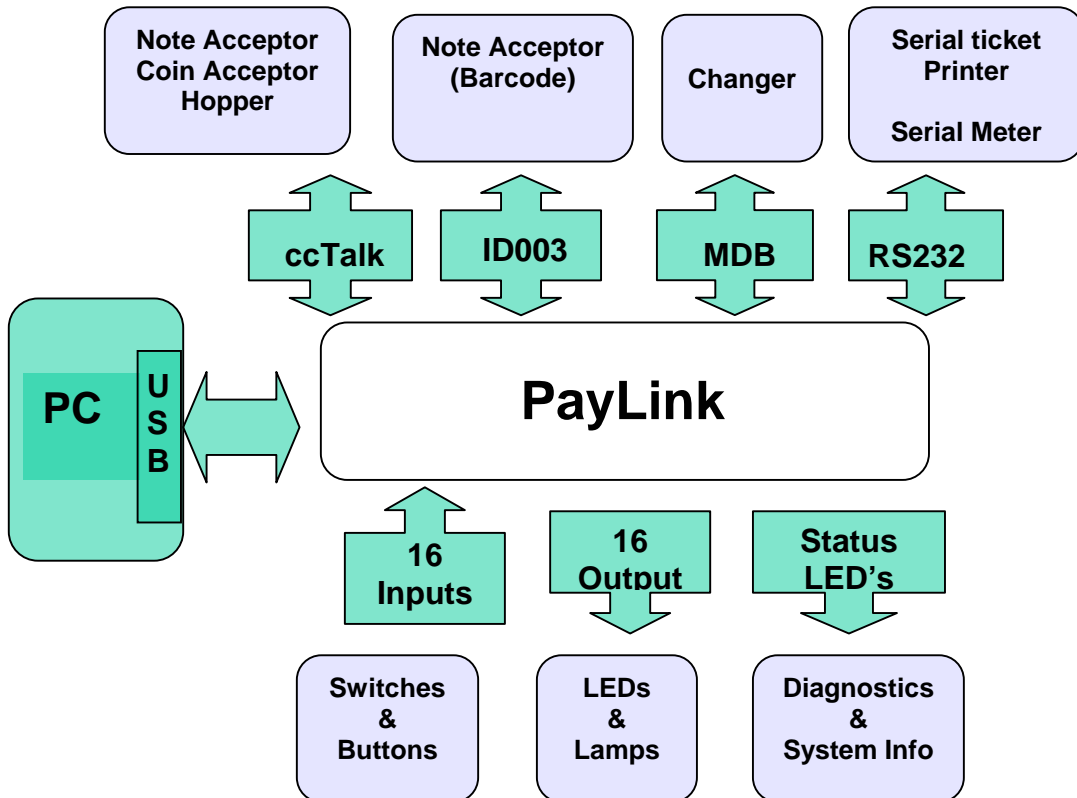 Note Acceptor
Coin Acceptor
Hopper
Note Acceptor
(Barcode)
Changer
Serial ticket
Printer
Serial Meter
ccTalk
ID003
MDB
RS232
PC
U
S
B
PayLink
16
Inputs
16
Output
Status
LED's
Switches
&
Buttons
LEDs
&
Lamps
Diagnostics
&
System Info